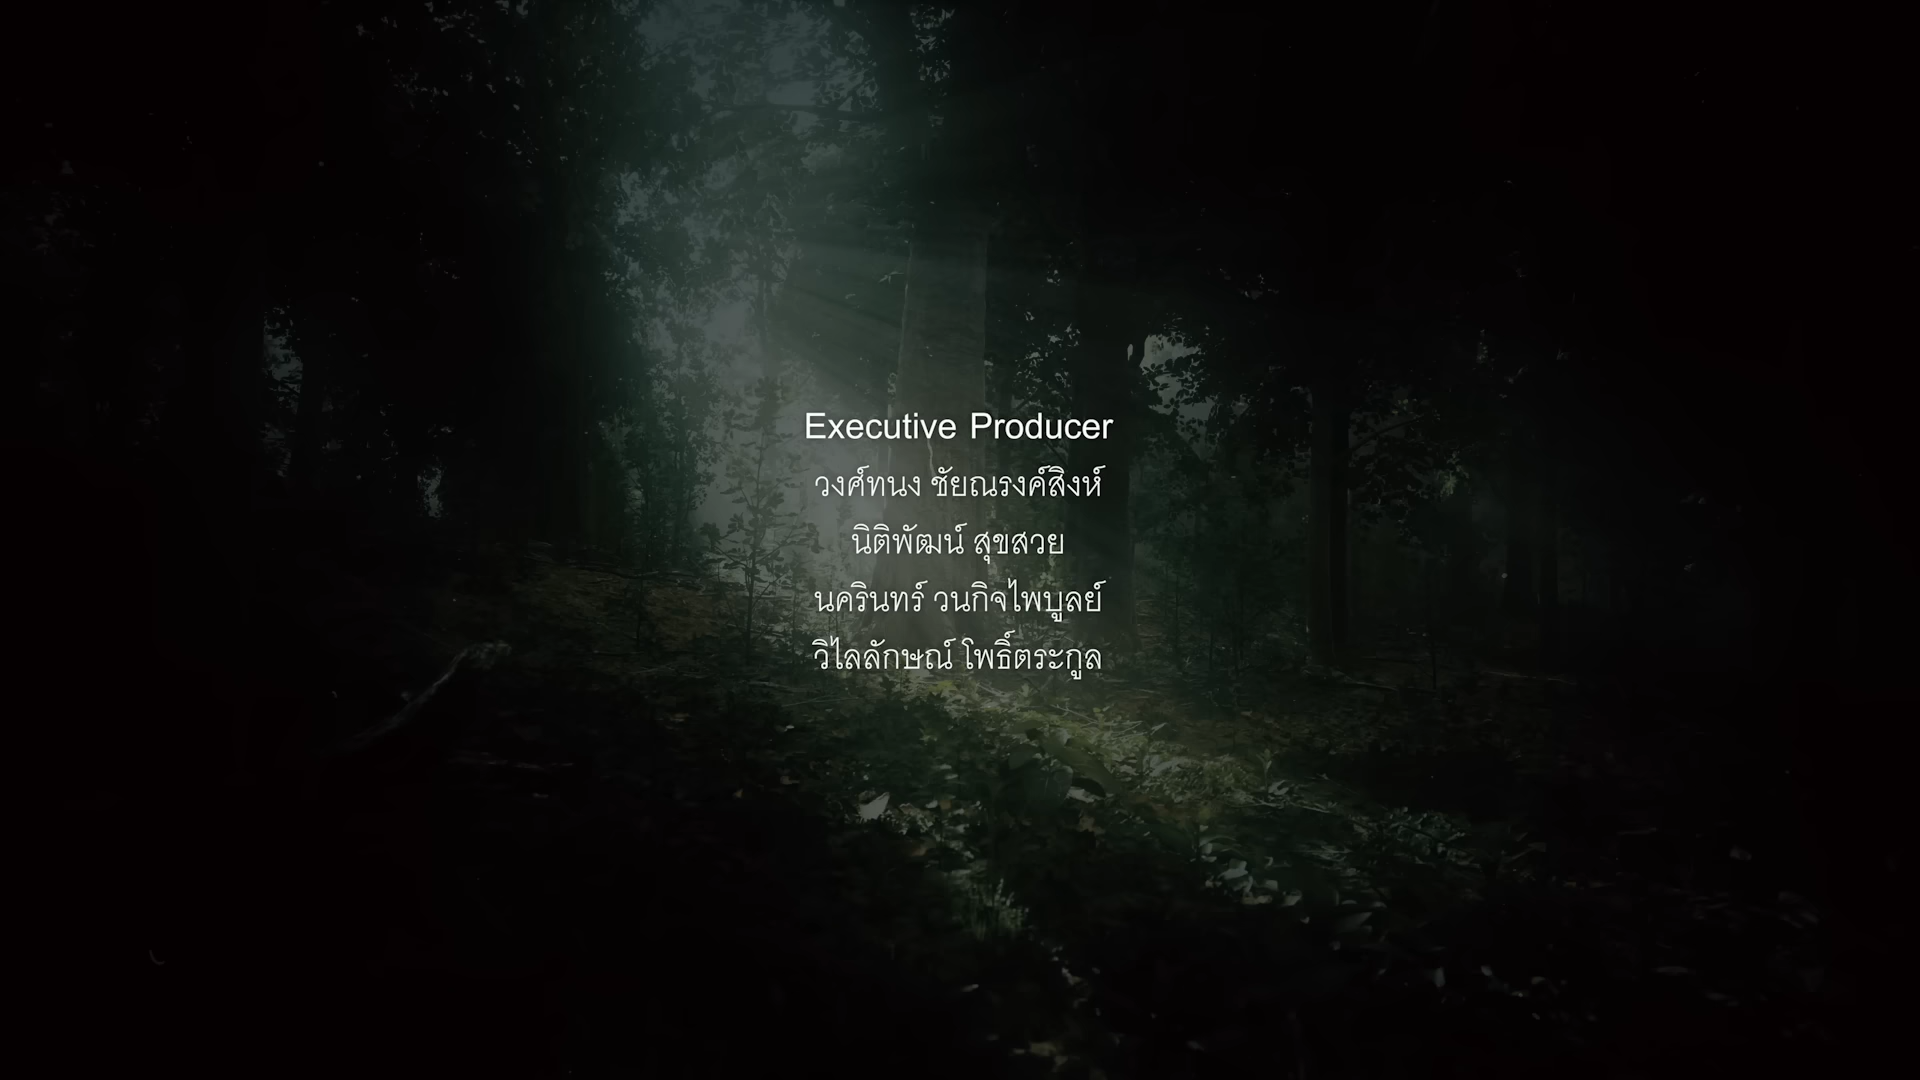 Executive Producer
วงศ์ทนง ชัยณรงค์สิงห์
นิติพัฒน์ สุขสวย
นครินทร์ วนกิจไพบูลย์
วิไลลักษณ์ โพธิ์ตระกูล